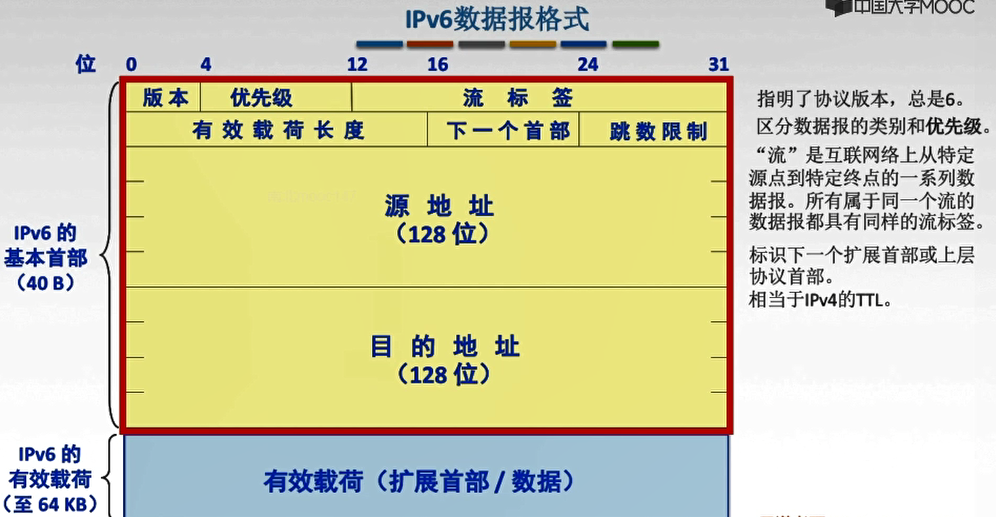 中国大学MOOC
IPv6数据报格式
位 0 4 12 16 24 31
版本 优先级 流 标 签
有效载荷长度 下一个首部 跳数限制
源 地 址
（128 位）
目 的 地 址
（128 位）
IPv6 的
基本首部
（40 B）
IPv6 的
有效载荷
（至 64 KB）
有效载荷（扩展首部 / 数据）
指明了协议版本，总是6。
区分数据报的类别和优先级。
“流”是互联网络上从特定
源点到特定终点的一系列数
据报。所有属于同一个流的
数据报都具有同样的流标签。
标识下一个扩展首部或上层
协议首部。
相当于IPv4的TTL。